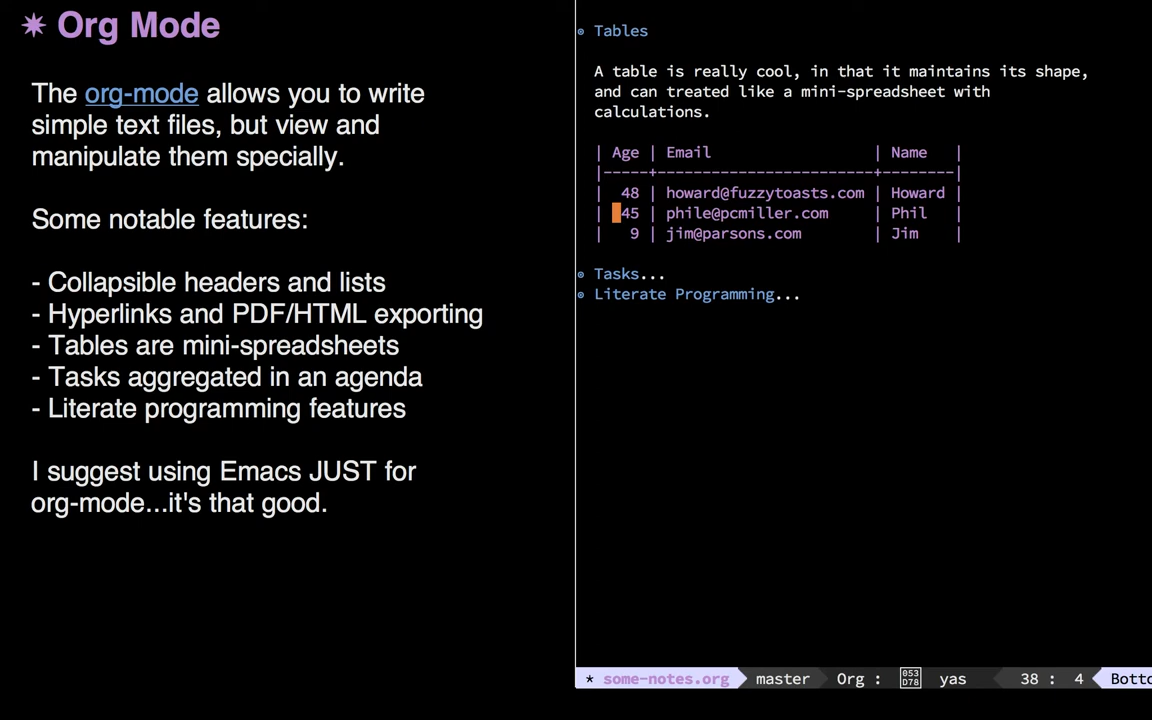 ✷ Org Mode
The org-mode allows you to write
simple text files, but view and
manipulate them specially.
Some notable features:
- Collapsible headers and lists
- Hyperlinks and PDF/HTML exporting
- Tables are mini-spreadsheets
- Tasks aggregated in an agenda
- Literate programming features
I suggest using Emacs JUST for
org-mode...it's that good.
Tables
A table is really cool, in that it maintains its shape,
and can treated like a mini-spreadsheet with
calculations.
| Age | Email | Name |
|-----+------------------------+--------|
| 48 | howard@fuzzytoasts.com | Howard |
| 45 | phile@pcmiller.com | Phil |
| 9 | jim@parsons.com | Jim |
Tasks...
Literate Programming...
* some-notes.org master Org : 053 D78 yas 38 : 4 Botto